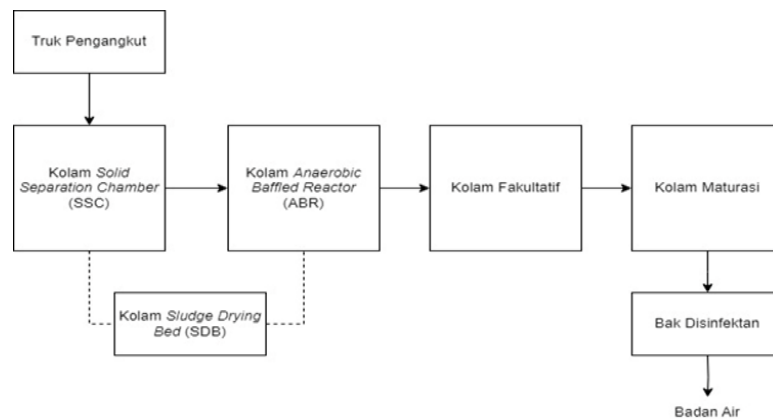 Truk Pengangkut
Kolam Solid
Separation Chamber
(SSC)
Kolam Anaerobic
Baffled Reactor
(ABR)
Kolam Fakultatif
Kolam Maturasi
Kolam Sludge Drying
Bed (SDB)
Bak Disinfektan
Badan Air